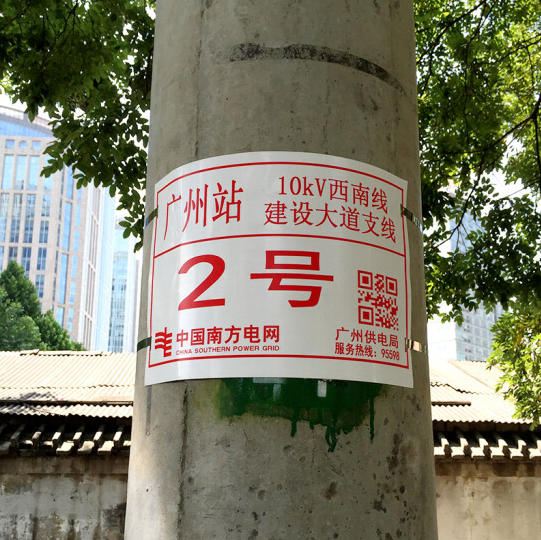 广州站
10kV西南线
建设大道支线
2号
中国南方电网
CHINA SOUTHERN POWER GRID
广州供电局
服务热线：95598